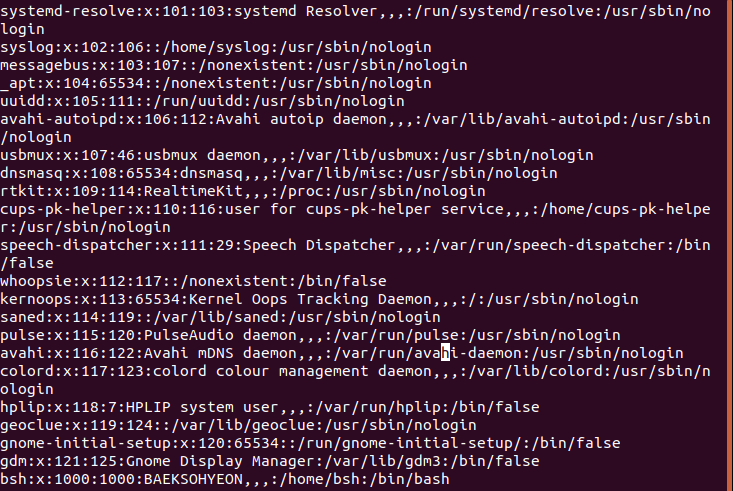 systemd-resolve:x:101:103:systemd Resolver,,,:/run/systemd/resolve:/usr/sbin/no
login
syslog:x:102:106::/home/syslog:/usr/sbin/nologin
messagebus:x:103:107::/nonexistent:/usr/sbin/nologin
_apt:x:104:65534::/nonexistent:/usr/sbin/nologin
uuidd:x:105:111::/run/uuidd:/usr/sbin/nologin
avahi-autoipd:x:106:112:Avahi autoip daemon,,,:/var/lib/avahi-autoipd:/usr/sbin
/nologin
usbmux:x:107:46:usbmux daemon,,,:/var/lib/usbmux:/usr/sbin/nologin
dnsmasq:x:108:65534:dnsmasq,,,:/var/lib/misc:/usr/sbin/nologin
rtkit:x:109:114:RealtimeKit,,,:/proc:/usr/sbin/nologin
cups-pk-helper:x:110:116:user for cups-pk-helper service,,,:/home/cups-pk-helpe
r:/usr/sbin/nologin
speech-dispatcher:x:111:29:Speech Dispatcher,,,:/var/run/speech-dispatcher:/bin
/false
whoopsie:x:112:117::/nonexistent:/bin/false
kernoops:x:113:65534:Kernel Oops Tracking Daemon,,,:/:/usr/sbin/nologin
saned:x:114:119::/var/lib/saned:/usr/sbin/nologin
pulse:x:115:120:PulseAudio daemon,,,:/var/run/pulse:/usr/sbin/nologin
avahi:x:116:122:Avahi mDNS daemon,,,:/var/run/avahi-daemon:/usr/sbin/nologin
colord:x:117:123:colord colour management daemon,,,:/var/lib/colord:/usr/sbin/n
ologin
hplip:x:118:7:HPLIP system user,,,:/var/run/hplip:/bin/false
geoclue:x:119:124::/var/lib/geoclue:/usr/sbin/nologin
gnome-initial-setup:x:120:65534::/run/gnome-initial-setup/:/bin/false
gdm:x:121:125:Gnome Display Manager:/var/lib/gdm3:/bin/false
bsh:x:1000:1000:BAEKSOHYEON,,,:/home/bsh:/bin/bash